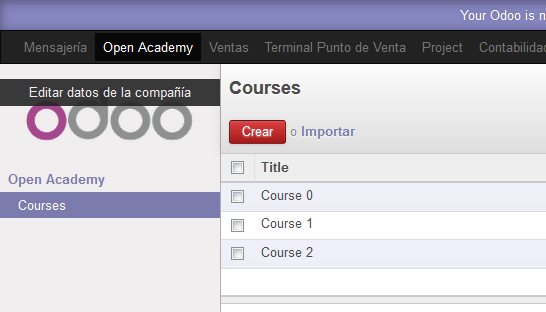 Your Odoo is n
Mensajería Open Academy Ventas Terminal Punto de Venta Project Contabilidad
Editar datos de la compañía
odoo
Courses
Crear o Importar
Open Academy
Title
Courses
Course 0
Course 1
Course 2